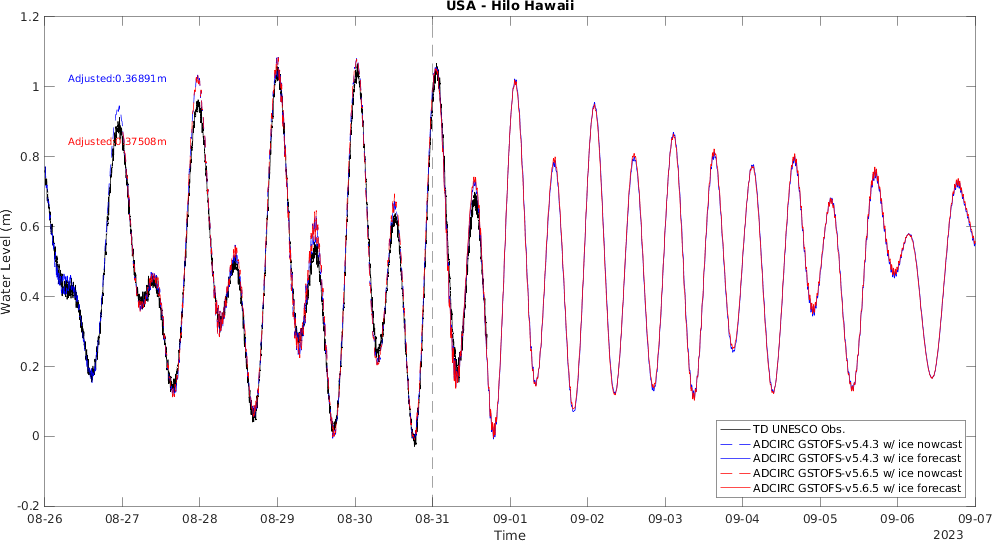 USA - Hilo Hawaii
1.2
1
0.8
0.6
0.4
0.2
0
-0.2
Water Level (m)
Adjusted:0.36891m
Adjusted:0.37508m
TD UNESCO Obs.
ADCIRC GSTOFS-v5.4.3 w/ ice nowcast
ADCIRC GSTOFS-v5.4.3 w/ ice forecast
ADCIRC GSTOFS-v5.6.5 w/ ice nowcast
ADCIRC GSTOFS-v5.6.5 w/ ice forecast
08-26 08-27 08-28 08-29 08-30 08-31 09-01 09-02 09-03 09-04 09-05 09-06 09-07
Time
2023